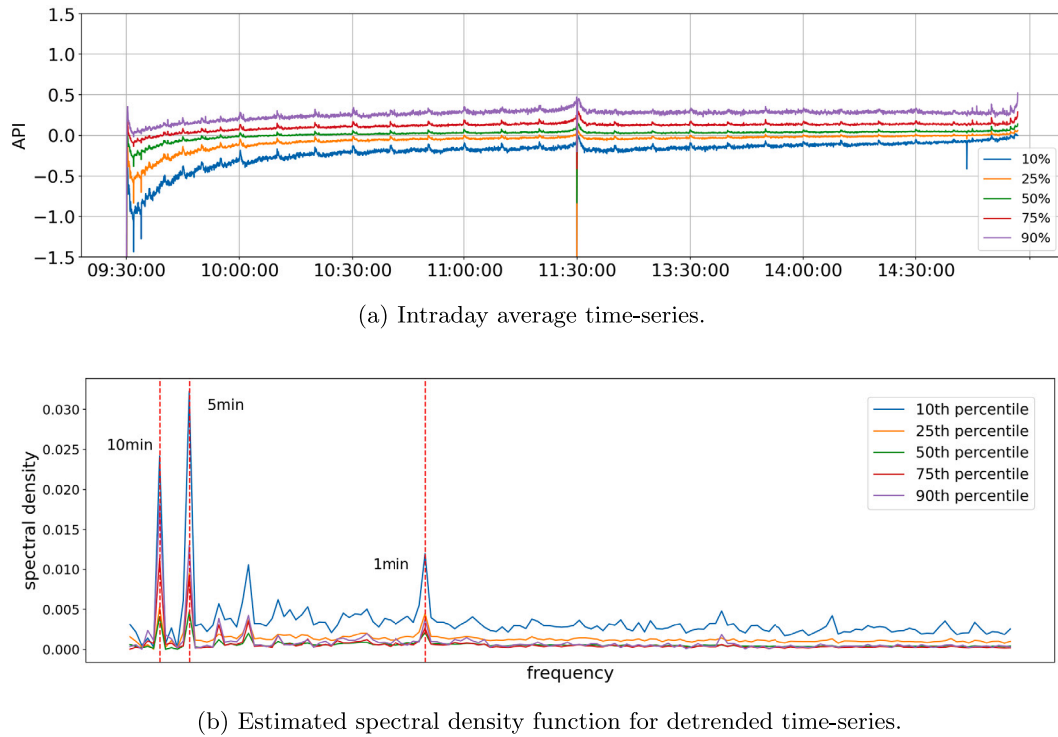 1.5
1.0
0.5
0.0
−0.5
−1.0
−1.5
API
09:30:00 10:00:00 10:30:00 11:00:00 11:30:00 13:30:00 14:00:00 14:30:00
10%
25%
50%
75%
90%
(a) Intraday average time-series.
0.030
0.025
0.020
0.015
0.010
0.005
0.000
spectral density
10min
5min
1min
10th percentile
25th percentile
50th percentile
75th percentile
90th percentile
frequency
(b) Estimated spectral density function for detrended time-series.